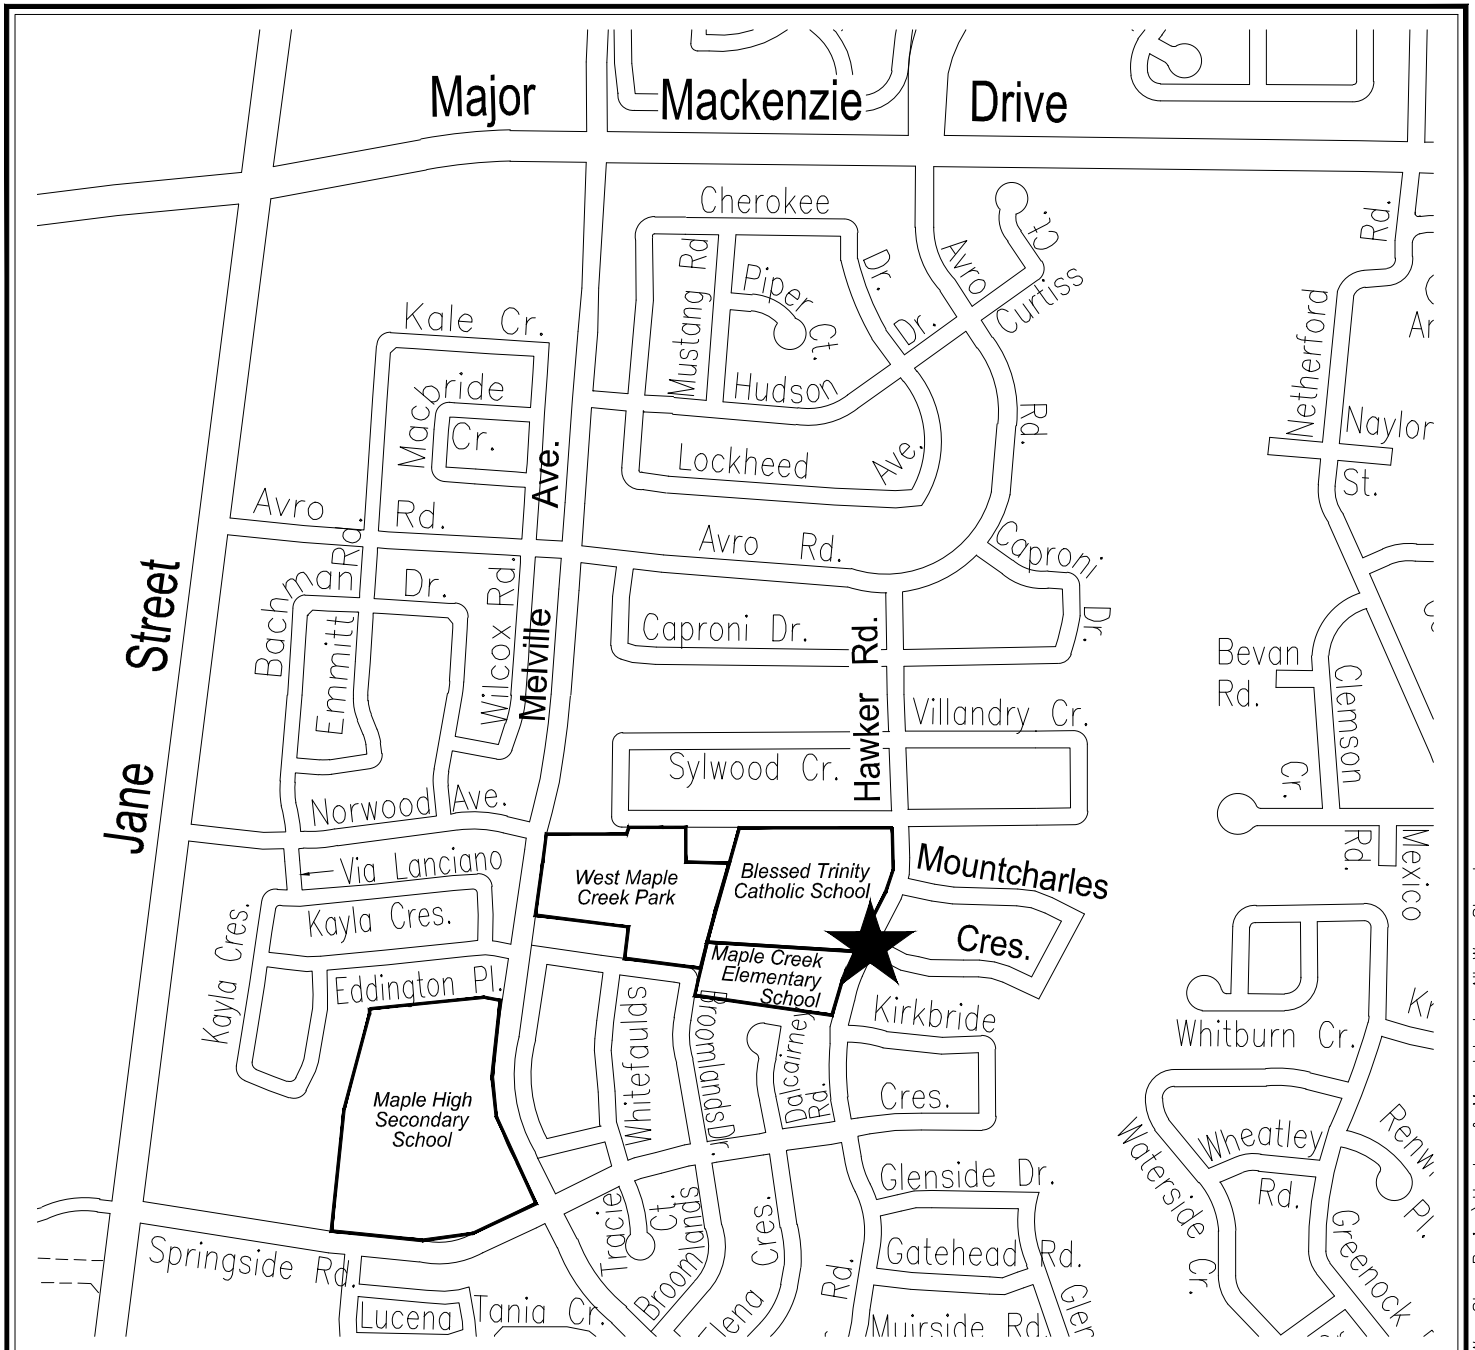 Major Mackenzie Drive
Cherokee
Dr.
Mustang Rd
Piper
Ct.
Avro
Ct.
Curtiss
Dr.
Rd.
Hudson
Kale Cr.
Macbride
Cr.
Lockheed
Ave.
Rd.
Netherford
Rd.
Naylor
St.
Avro Rd.
Ave.
Avro Rd.
Caproni
Dr.
Rd.
Bachman
Dr.
Emmitt
Wilcox Rd.
Melville
Caproni Dr.
Hawker Rd.
Villandry Cr.
Sylwood Cr.
Bevan
Rd.
Clemson
Cr.
Rd.
Mexico
Jane Street
Norwood Ave.
Via Lanciano
Kayla Cres.
Kayla Cres.
Eddington Pl.
West Maple
Creek Park
Blessed Trinity
Catholic School
Maple Creek
Elementary
School
Mountcharles
Cres.
Kirkbride
Cres.
Whitefaulds
Broomlands Dr.
Dalcairney
Rd.
Maple High
Secondary
School
Whitburn Cr.
Wheatley
Rd.
Waterside Cr.
Greenock
Pl.
Glenside Dr.
Gatehead Rd.
Muirside Rd.
Rd.
Tracie
Ct.
Broomlands
Cres.
Springside Rd.
Lucena
Tania Cr.